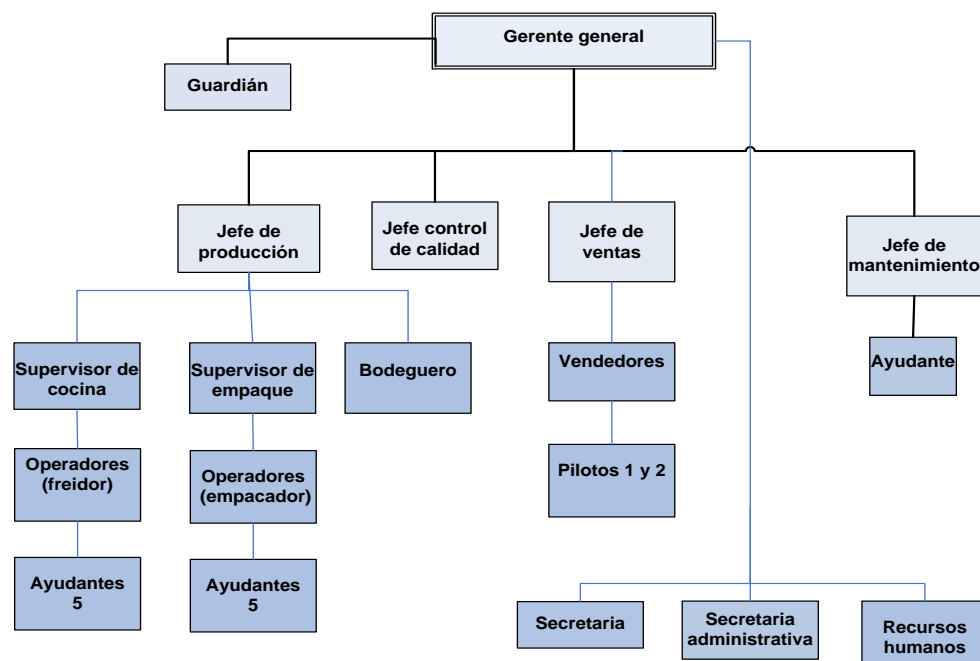 Gerente general
Guardián
Jefe de
producción
Jefe control
de calidad
Jefe de
ventas
Jefe de
mantenimiento
Supervisor de
cocina
Supervisor de
empaque
Bodeguero
Vendedores
Ayudante
Operadores
(freidor)
Operadores
(empacador)
Pilotos 1 y 2
Ayudantes
5
Ayudantes
5
Secretaria
Secretaria
administrativa
Recursos
humanos